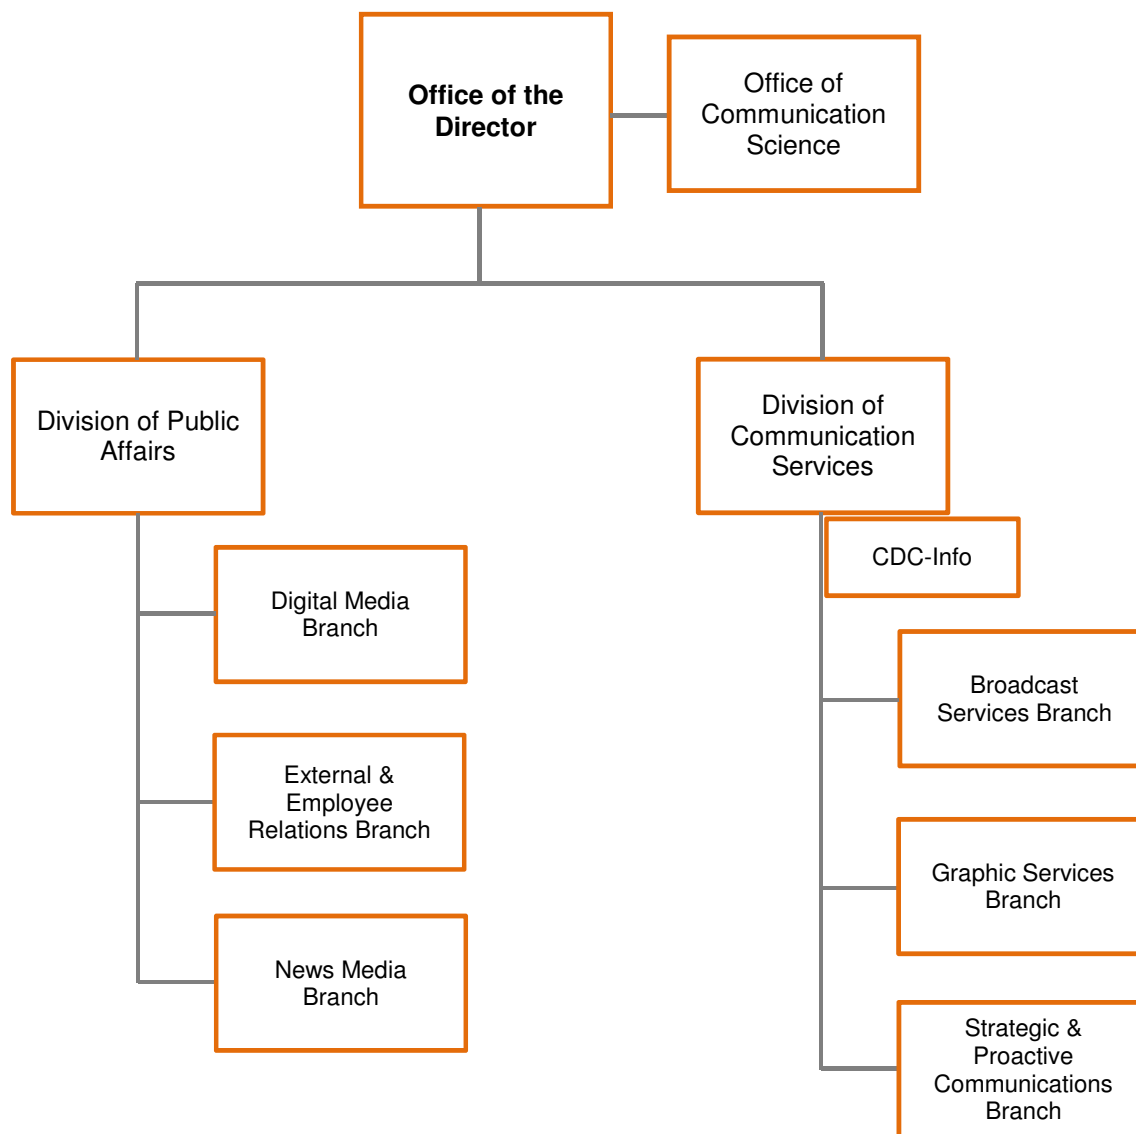 Office of the
Director
Office of
Communication
Science
Division of Public
Affairs
Digital Media
Branch
External &
Employee
Relations Branch
News Media
Branch
Division of
Communication
Services
CDC-Info
Broadcast
Services Branch
Graphic Services
Branch
Strategic &
Proactive
Communications
Branch